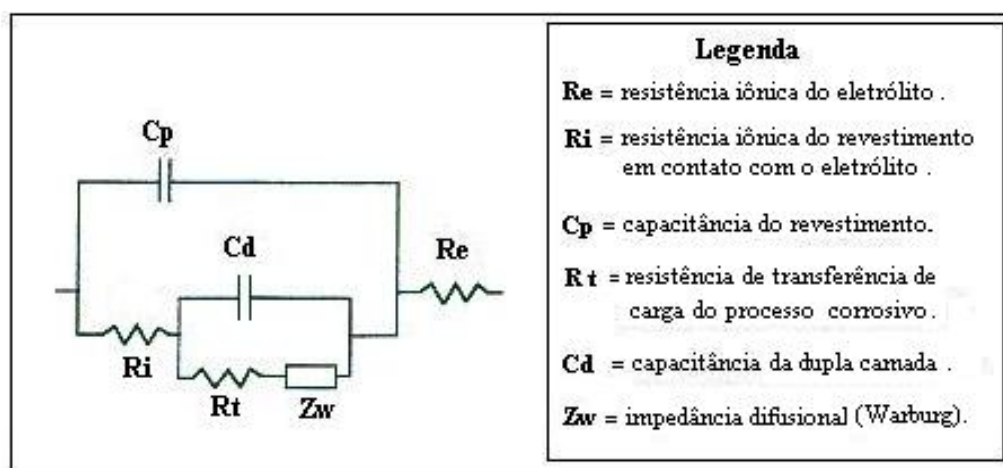 Cp
Cd
Re
Ri
Rt
Zw
Legenda
Re = resistência iônica do eletrólito .
Ri = resistência iônica do revestimento
em contato com o eletrólito .
Cp = capacitância do revestimento.
Rt = resistência de transferência de
carga do processo corrosivo .
Cd = capacitância da dupla camada .
Zw = impedância difusional (Warburg).